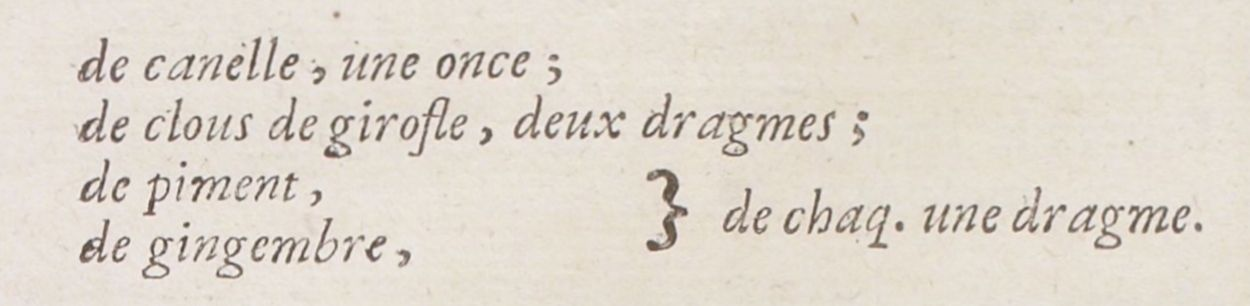 de canelle, une once ;
de clous de girofle, deux dragmes ;
de piment,
de gingembre,
} de chaq. une dragme.